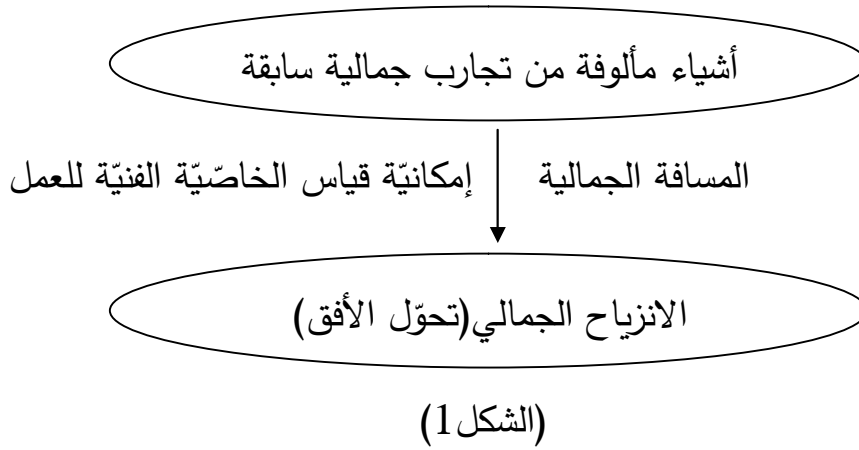 أشياء مألوفة من تجارب جمالية سابقة
المسافة الجمالية
إمكانيّة قياس الخاصّيّة الفنيّة للعمل
الانزياح الجمالي(تحوّل الأفق)
(الشكل1)